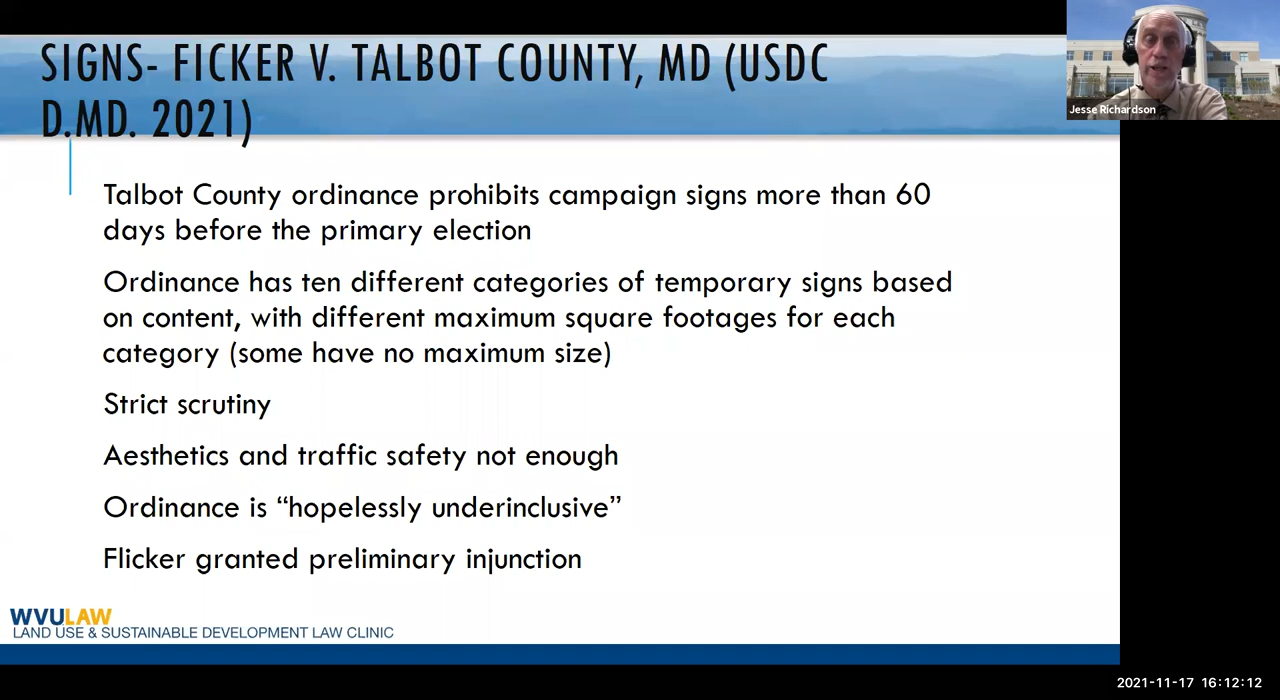 SIGNS- FICKER V. TALBOT COUNTY, MD (USDC
D.MD. 2021)
Jesse Richardson
Talbot County ordinance prohibits campaign signs more than 60
days before the primary election
Ordinance has ten different categories of temporary signs based
on content, with different maximum square footages for each
category (some have no maximum size)
Strict scrutiny
Aesthetics and traffic safety not enough
Ordinance is “hopelessly underinclusive”
Flicker granted preliminary injunction
WVULAW
LAND USE & SUSTAINABLE DEVELOPMENT LAW CLINIC
2021-11-17 16:12:12